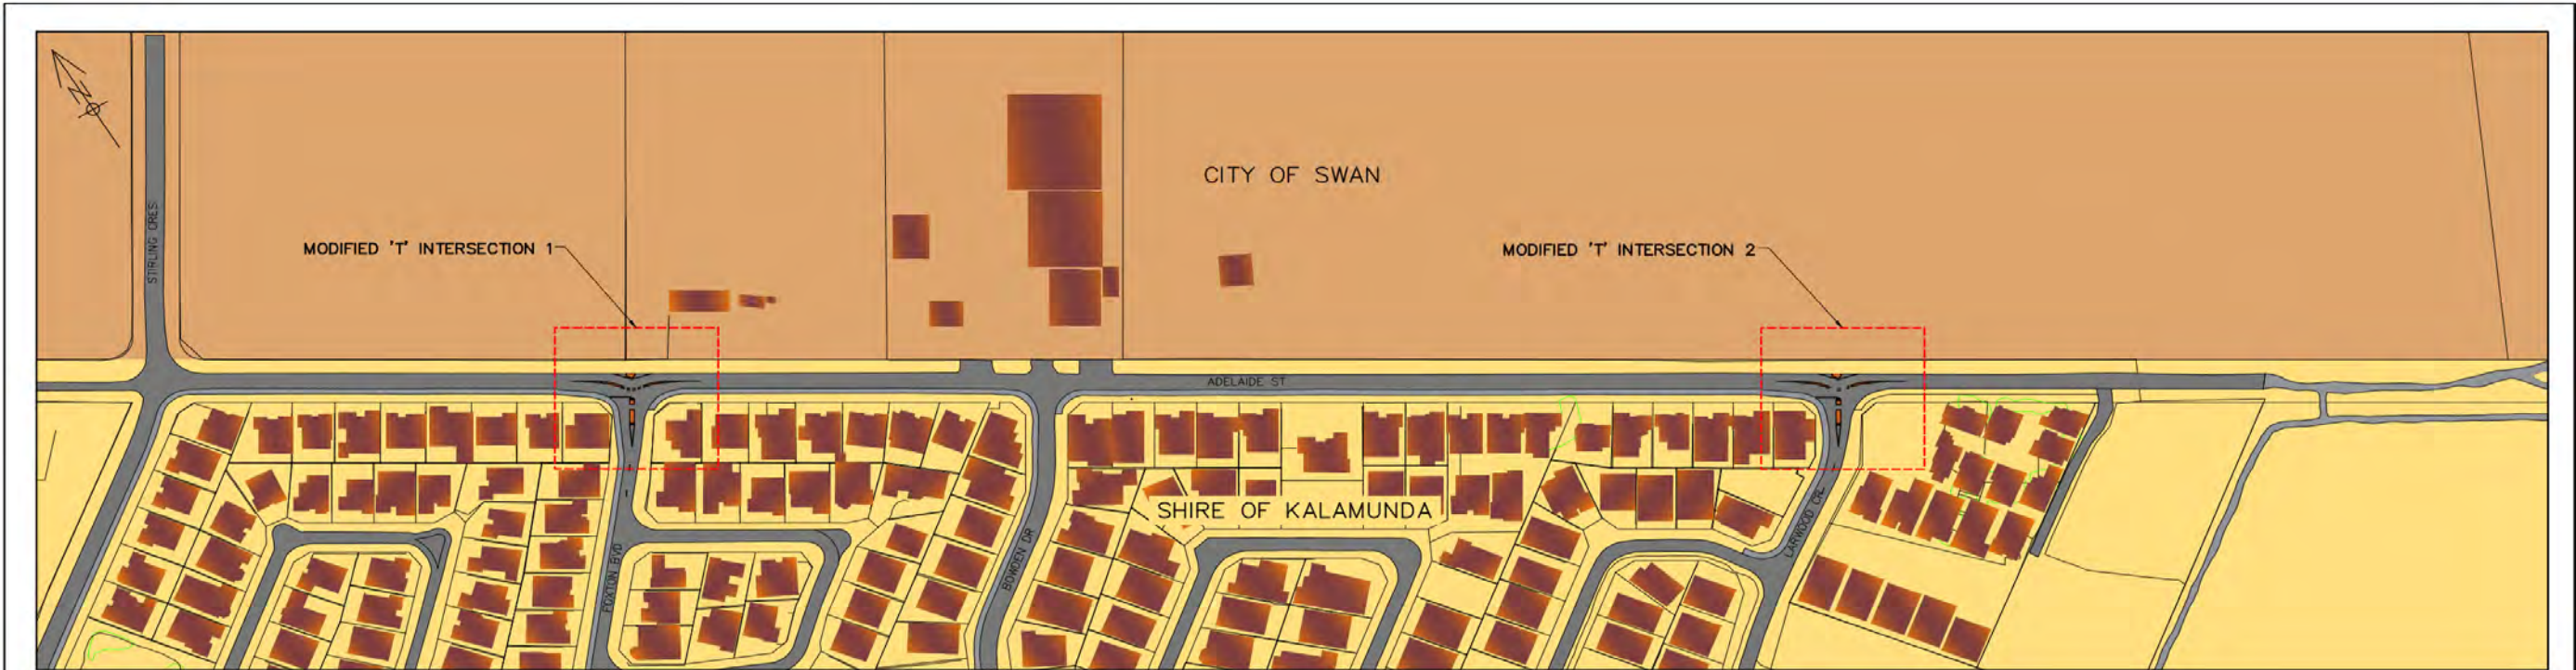 N
STIRLING CRES
CITY OF SWAN
MODIFIED 'T' INTERSECTION 1
MODIFIED 'T' INTERSECTION 2
ADELAIDE ST
SHIRE OF KALAMUNDA
FOXTON BVD
BOWDEN DR
LARWOOD CR